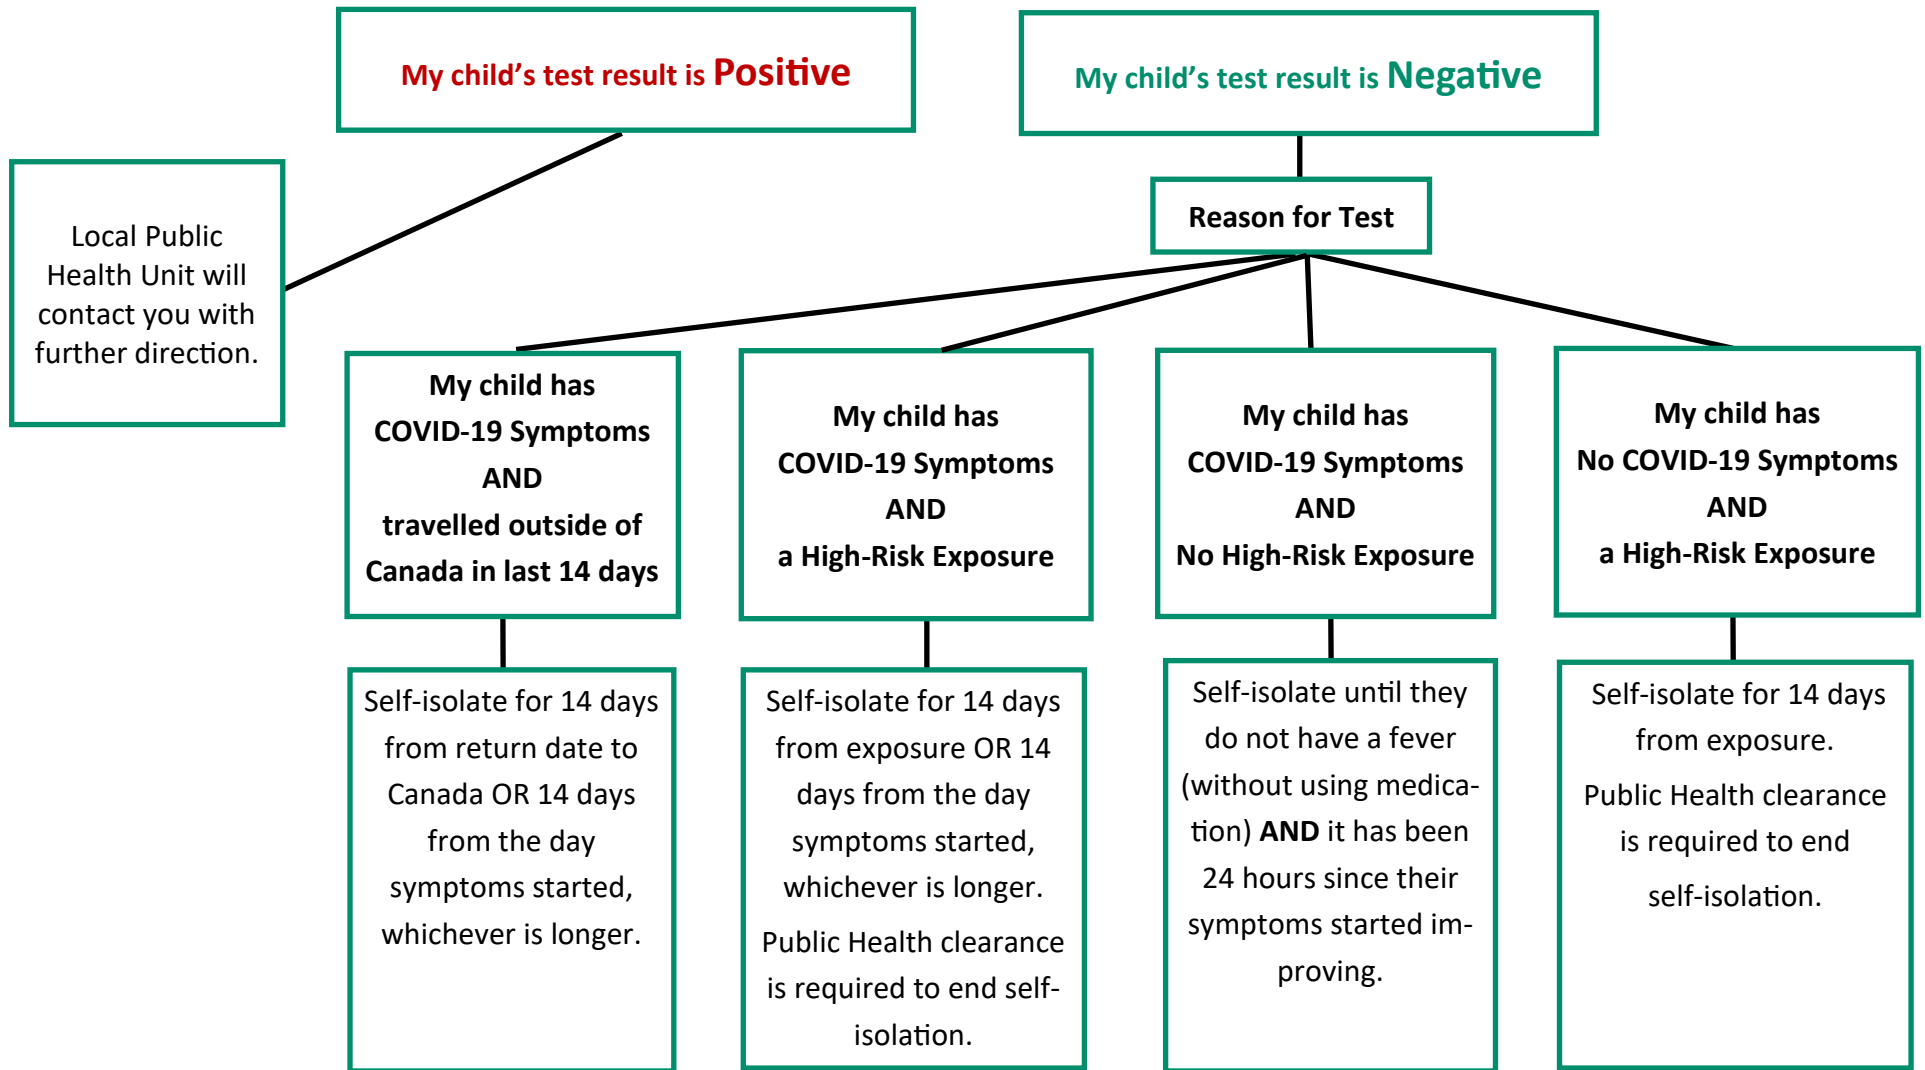 My child’s test result is Positive
My child’s test result is Negative
Local Public
Health Unit will
contact you with
further direction.
Reason for Test
My child has
COVID-19 Symptoms
AND
travelled outside of
Canada in last 14 days
My child has
COVID-19 Symptoms
AND
a High-Risk Exposure
My child has
COVID-19 Symptoms
AND
No High-Risk Exposure
My child has
No COVID-19 Symptoms
AND
a High-Risk Exposure
Self-isolate for 14 days
from return date to
Canada OR 14 days
from the day
symptoms started,
whichever is longer.
Self-isolate for 14 days
from exposure OR 14
days from the day
symptoms started,
whichever is longer.
Public Health clearance
is required to end self-
isolation.
Self-isolate until they
do not have a fever
(without using medica-
tion) AND it has been
24 hours since their
symptoms started im-
proving.
Self-isolate for 14 days
from exposure.
Public Health clearance
is required to end
self-isolation.